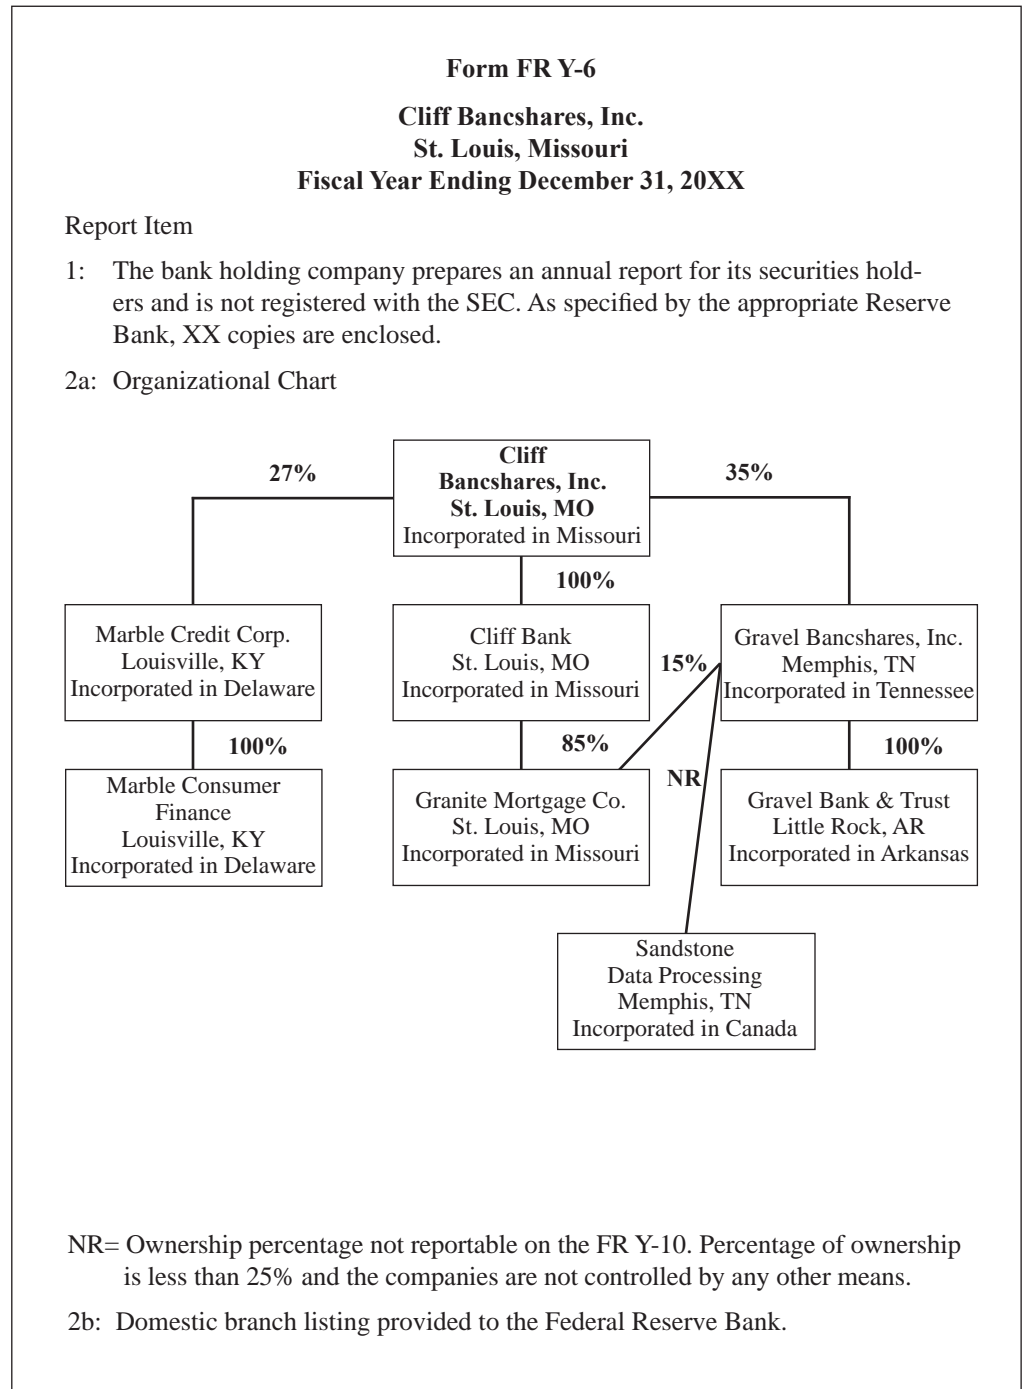 Form FR Y-6
Cliff Bancshares, Inc.
St. Louis, Missouri
Fiscal Year Ending December 31, 20XX
Report Item
1: The bank holding company prepares an annual report for its securities hold-
ers and is not registered with the SEC. As specified by the appropriate Reserve
Bank, XX copies are enclosed.
2a: Organizational Chart
Cliff
Bancshares, Inc.
St. Louis, MO
Incorporated in Missouri
27%
35%
100%
Marble Credit Corp.
Louisville, KY
Incorporated in Delaware
Cliff Bank
St. Louis, MO
Incorporated in Missouri
15%
Gravel Bancshares, Inc.
Memphis, TN
Incorporated in Tennessee
100%
85%
NR
100%
Marble Consumer
Finance
Louisville, KY
Incorporated in Delaware
Granite Mortgage Co.
St. Louis, MO
Incorporated in Missouri
Gravel Bank & Trust
Little Rock, AR
Incorporated in Arkansas
Sandstone
Data Processing
Memphis, TN
Incorporated in Canada
NR= Ownership percentage not reportable on the FR Y-10. Percentage of ownership
is less than 25% and the companies are not controlled by any other means.
2b: Domestic branch listing provided to the Federal Reserve Bank.